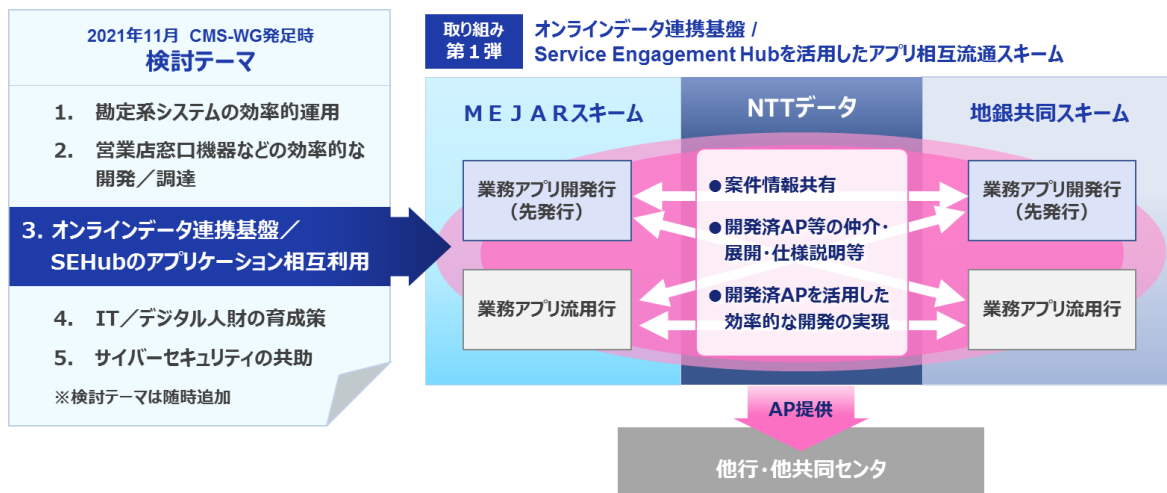 2021年11月 CMS-WG発足時
検討テーマ
1. 勘定系システムの効率的運用
2. 営業店窓口機器などの効率的な
開発／調達
3. オンラインデータ連携基盤／
SEHubのアプリケーション相互利用
4. IT／デジタル人財の育成策
5. サイバーセキュリティの共助
※検討テーマは随時追加
取り組み
第１弾
オンラインデータ連携基盤 /
Service Engagement Hubを活用したアプリ相互流通スキーム
ＭＥＪＡＲスキーム
NTTデータ
地銀共同スキーム
業務アプリ開発行
（先発行）
業務アプリ流用行
●案件情報共有
●開発済AP等の仲介・
展開・仕様説明等
●開発済APを活用した
効率的な開発の実現
業務アプリ開発行
（先発行）
業務アプリ流用行
AP提供
他行・他共同センタ